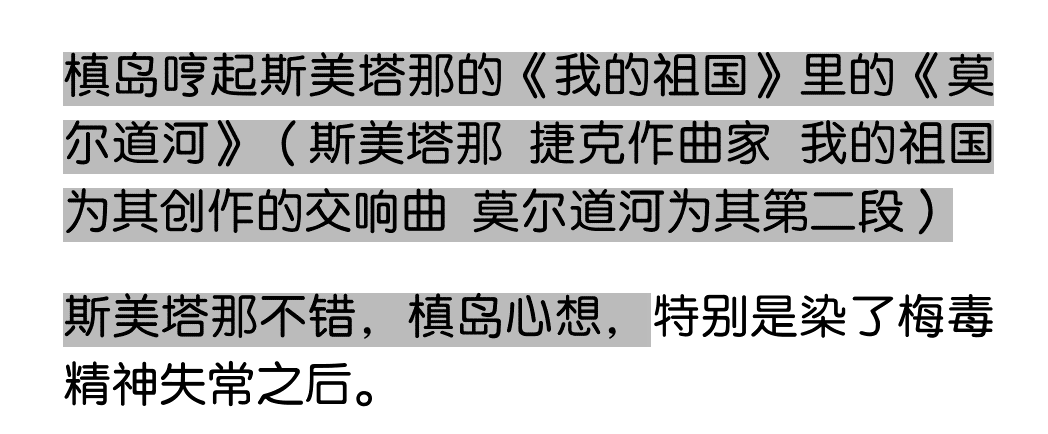 槙岛哼起斯美塔那的《我的祖国》里的《莫
尔道河》（斯美塔那 捷克作曲家 我的祖国
为其创作的交响曲 莫尔道河为其第二段）
斯美塔那不错，槙岛心想，特别是染了梅毒
精神失常之后。